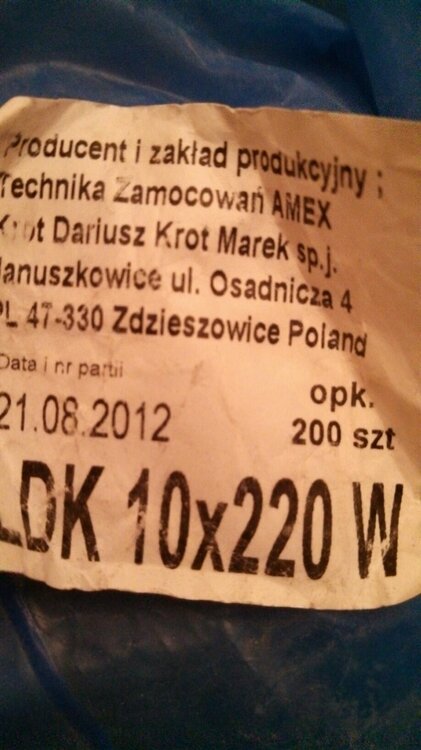 Producent i zakład produkcyjny :
Technika Zamocowań AMEX
Krot Dariusz Krot Marek sp.j.
Januszkowice ul. Osadnicza 4
PL 47-330 Zdzieszowice Poland
Data i nr partii
21.08.2012
opk.
200 szt
LDK 10x220 W